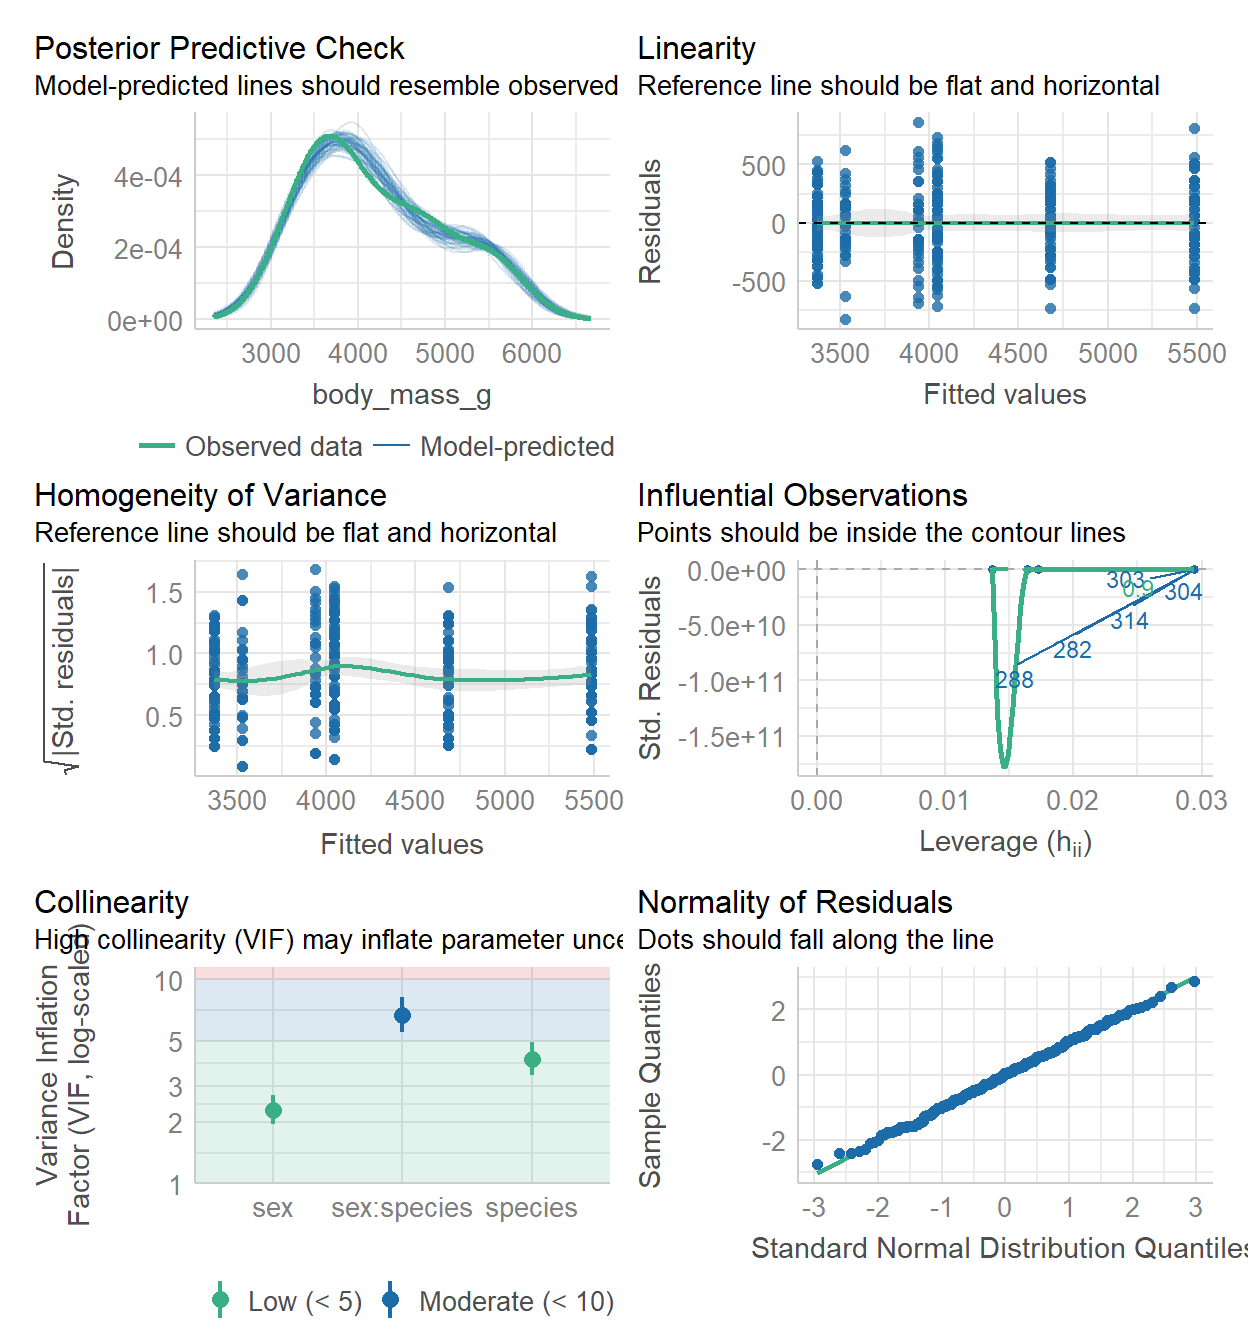 Posterior Predictive Check
Model-predicted lines should resemble observed
Density
4e-04
2e-04
0e+00
3000 4000 5000 6000
body_mass_g
Observed data
Model-predicted
Linearity
Reference line should be flat and horizontal
Residuals
500
0
-500
3500 4000 4500 5000 5500
Fitted values
Homogeneity of Variance
Reference line should be flat and horizontal
√|Std. residuals|
1.5
1.0
0.5
3500 4000 4500 5000 5500
Fitted values
Influential Observations
Points should be inside the contour lines
Std. Residuals
0.0e+00
-5.0e+10
-1.0e+11
-1.5e+11
303
0.9
304
314
282
288
0.00 0.01 0.02 0.03
Leverage (hii)
Collinearity
High collinearity (VIF) may inflate parameter unce
Variance Inflation
Factor (VIF, log-scaled)
10
5
3
2
1
sex sex:species species
Low (< 5)
Moderate (< 10)
Normality of Residuals
Dots should fall along the line
Sample Quantiles
2
0
-2
-3 -2 -1 0 1 2 3
Standard Normal Distribution Quantiles